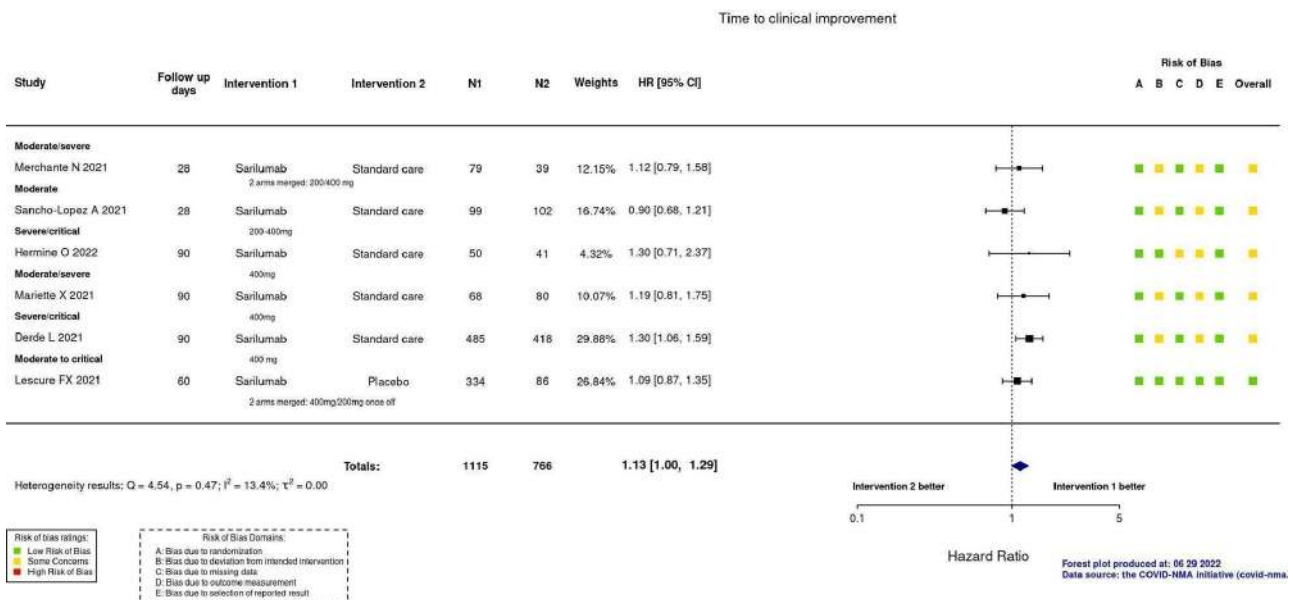 Time to clinical improvement
Risk of Bias
Study Follow up days Intervention 1 Intervention 2 N1 N2 Weights HR [95% CI] A B C D E Overall
Moderate/severe
Merchante N 2021 28 Sarilumab Standard care 79 39 12.15% 1.12 [0.79, 1.58]
2 arms merged: 200/400 mg
Moderate
Sancho-Lopez A 2021 28 Sarilumab Standard care 99 102 16.74% 0.90 [0.68, 1.21]
Severe/critical 200-400mg
Hermine O 2022 90 Sarilumab Standard care 50 41 4.32% 1.30 [0.71, 2.37]
Moderate/severe 400mg
Mariette X 2021 90 Sarilumab Standard care 68 80 10.07% 1.19 [0.81, 1.75]
Severe/critical 400mg
Derde L 2021 90 Sarilumab Standard care 485 418 29.88% 1.30 [1.06, 1.59]
Moderate to critical 400 mg
Lescure FX 2021 60 Sarilumab Placebo 334 86 26.84% 1.09 [0.87, 1.35]
2 arms merged: 400mg/200mg once off
Totals: 1115 766 1.13 [1.00, 1.29]
Heterogeneity results: Q = 4.54, p = 0.47; I² = 13.4%; τ² = 0.00
Intervention 2 better Intervention 1 better
0.1 1 5
Hazard Ratio
Forest plot produced at: 06 29 2022
Data source: the COVID-NMA initiative (covid-nma.
Risk of bias ratings:
Low Risk of Bias
Some Concerns
High Risk of Bias
Risk of Bias Domains:
A: Bias due to randomization
B: Bias due to deviation from intended intervention
C: Bias due to missing data
D: Bias due to outcome measurement
E: Bias due to selection of reported result